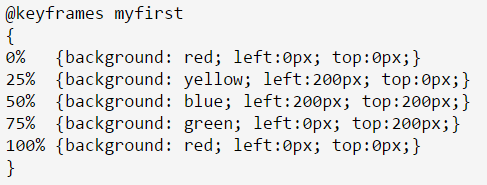 @keyframes myfirst
{
0%   {background: red; left:0px; top:0px;}
25%  {background: yellow; left:200px; top:0px;}
50%  {background: blue; left:200px; top:200px;}
75%  {background: green; left:0px; top:200px;}
100% {background: red; left:0px; top:0px;}
}